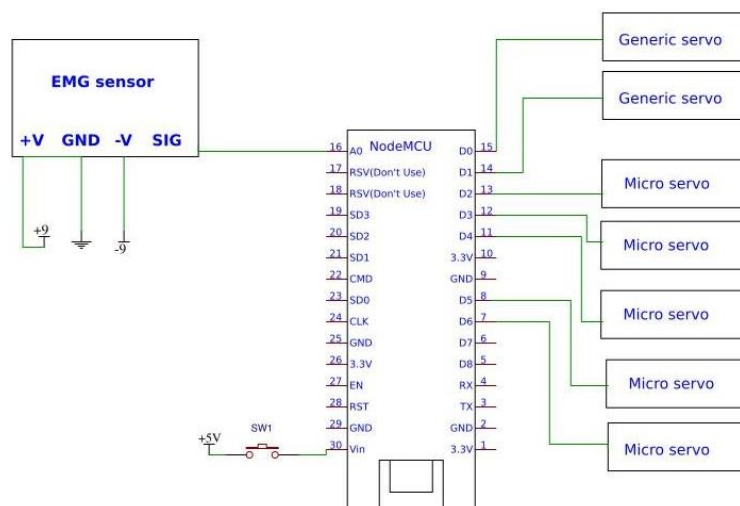 Generic servo
EMG sensor
Generic servo
+V GND -V SIG
NodeMCU
16 A0 D0 15
17 RSV(Don't Use) D1 14
18 RSV(Don't Use) D2 13
Micro servo
19 SD3 D3 12
+9
-9
20 SD2 D4 11
Micro servo
21 SD1 3.3V 10
22 CMD GND 9
23 SD0 D5 8
Micro servo
24 CLK D6 7
25 GND D7 6
26 3.3V D8 5
27 EN RX 4
Micro servo
28 RST TX 3
29 GND GND 2
SW1
+5V
30 Vin 3.3V 1
Micro servo